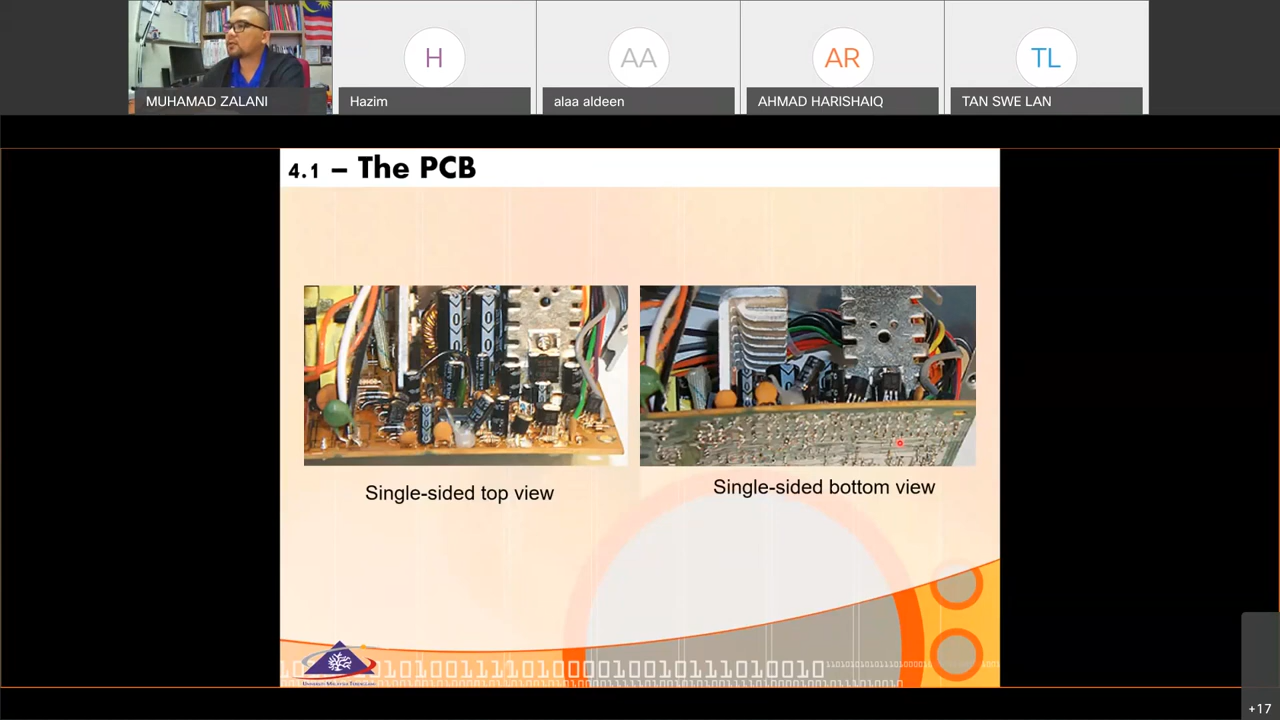 MUHAMAD ZALANI
H
Hazim
AA
alaa aldeen
AR
AHMAD HARISHAIQ
TL
TAN SWE LAN
4.1 – The PCB
Single-sided top view
Single-sided bottom view
+17